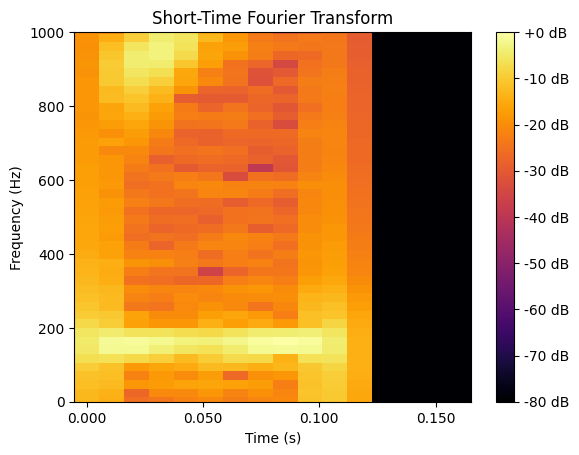 Short-Time Fourier Transform
Frequency (Hz)
1000
800
600
400
200
0
0.000
0.050
0.100
0.150
Time (s)
+0 dB
-10 dB
-20 dB
-30 dB
-40 dB
-50 dB
-60 dB
-70 dB
-80 dB